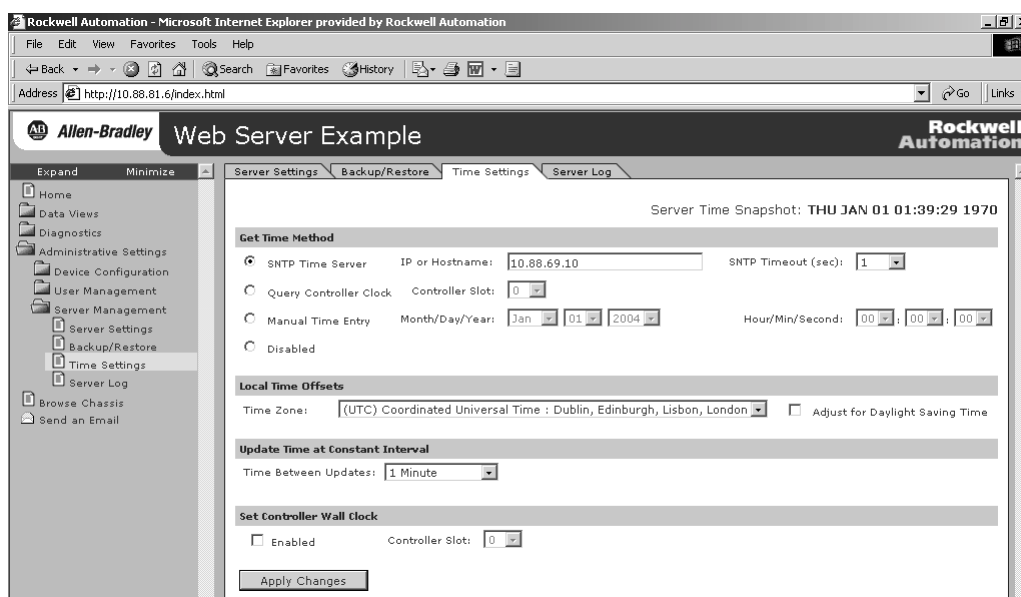 Rockwell Automation - Microsoft Internet Explorer provided by Rockwell Automation
File Edit View Favorites Tools Help
Back Search Favorites History
Address http://10.88.81.6/index.html Go Links
AB Allen-Bradley Web Server Example Rockwell Automation
Expand Minimize
Home
Data Views
Diagnostics
Administrative Settings
Device Configuration
User Management
Server Management
Server Settings
Backup/Restore
Time Settings
Server Log
Browse Chassis
Send an Email
Server Settings Backup/Restore Time Settings Server Log
Server Time Snapshot: THU JAN 01 01:39:29 1970
Get Time Method
SNTP Time Server IP or Hostname: 10.88.69.10 SNTP Timeout (sec): 1
Query Controller Clock Controller Slot: 0
Manual Time Entry Month/Day/Year: Jan 01 2004 Hour/Min/Second: 00 : 00 : 00
Disabled
Local Time Offsets
Time Zone: (UTC) Coordinated Universal Time : Dublin, Edinburgh, Lisbon, London Adjust for Daylight Saving Time
Update Time at Constant Interval
Time Between Updates: 1 Minute
Set Controller Wall Clock
Enabled Controller Slot: 0
Apply Changes